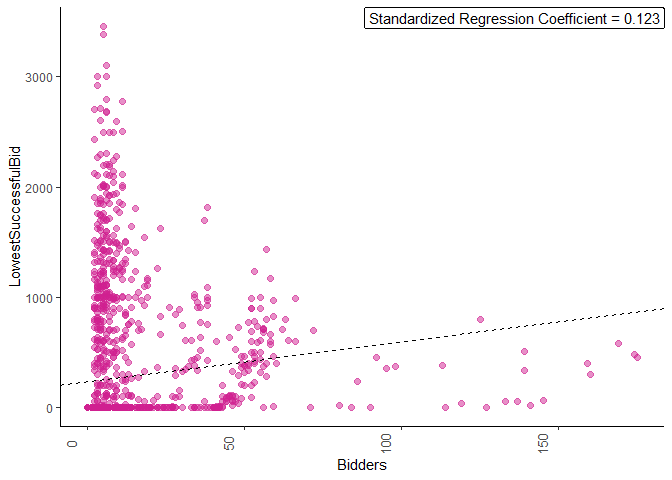 Standardized Regression Coefficient = 0.123
3000
2000
1000
0
LowestSuccessfulBid
0
50
100
150
Bidders